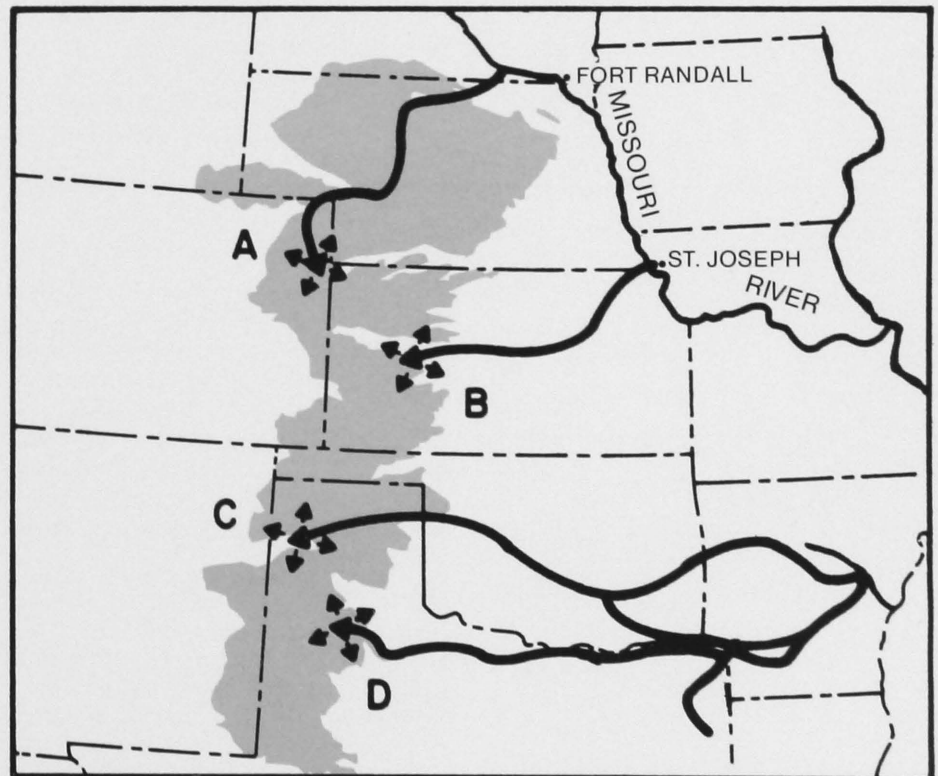 FORT RANDALL
MISSOURI
A
ST. JOSEPH
RIVER
B
C
D